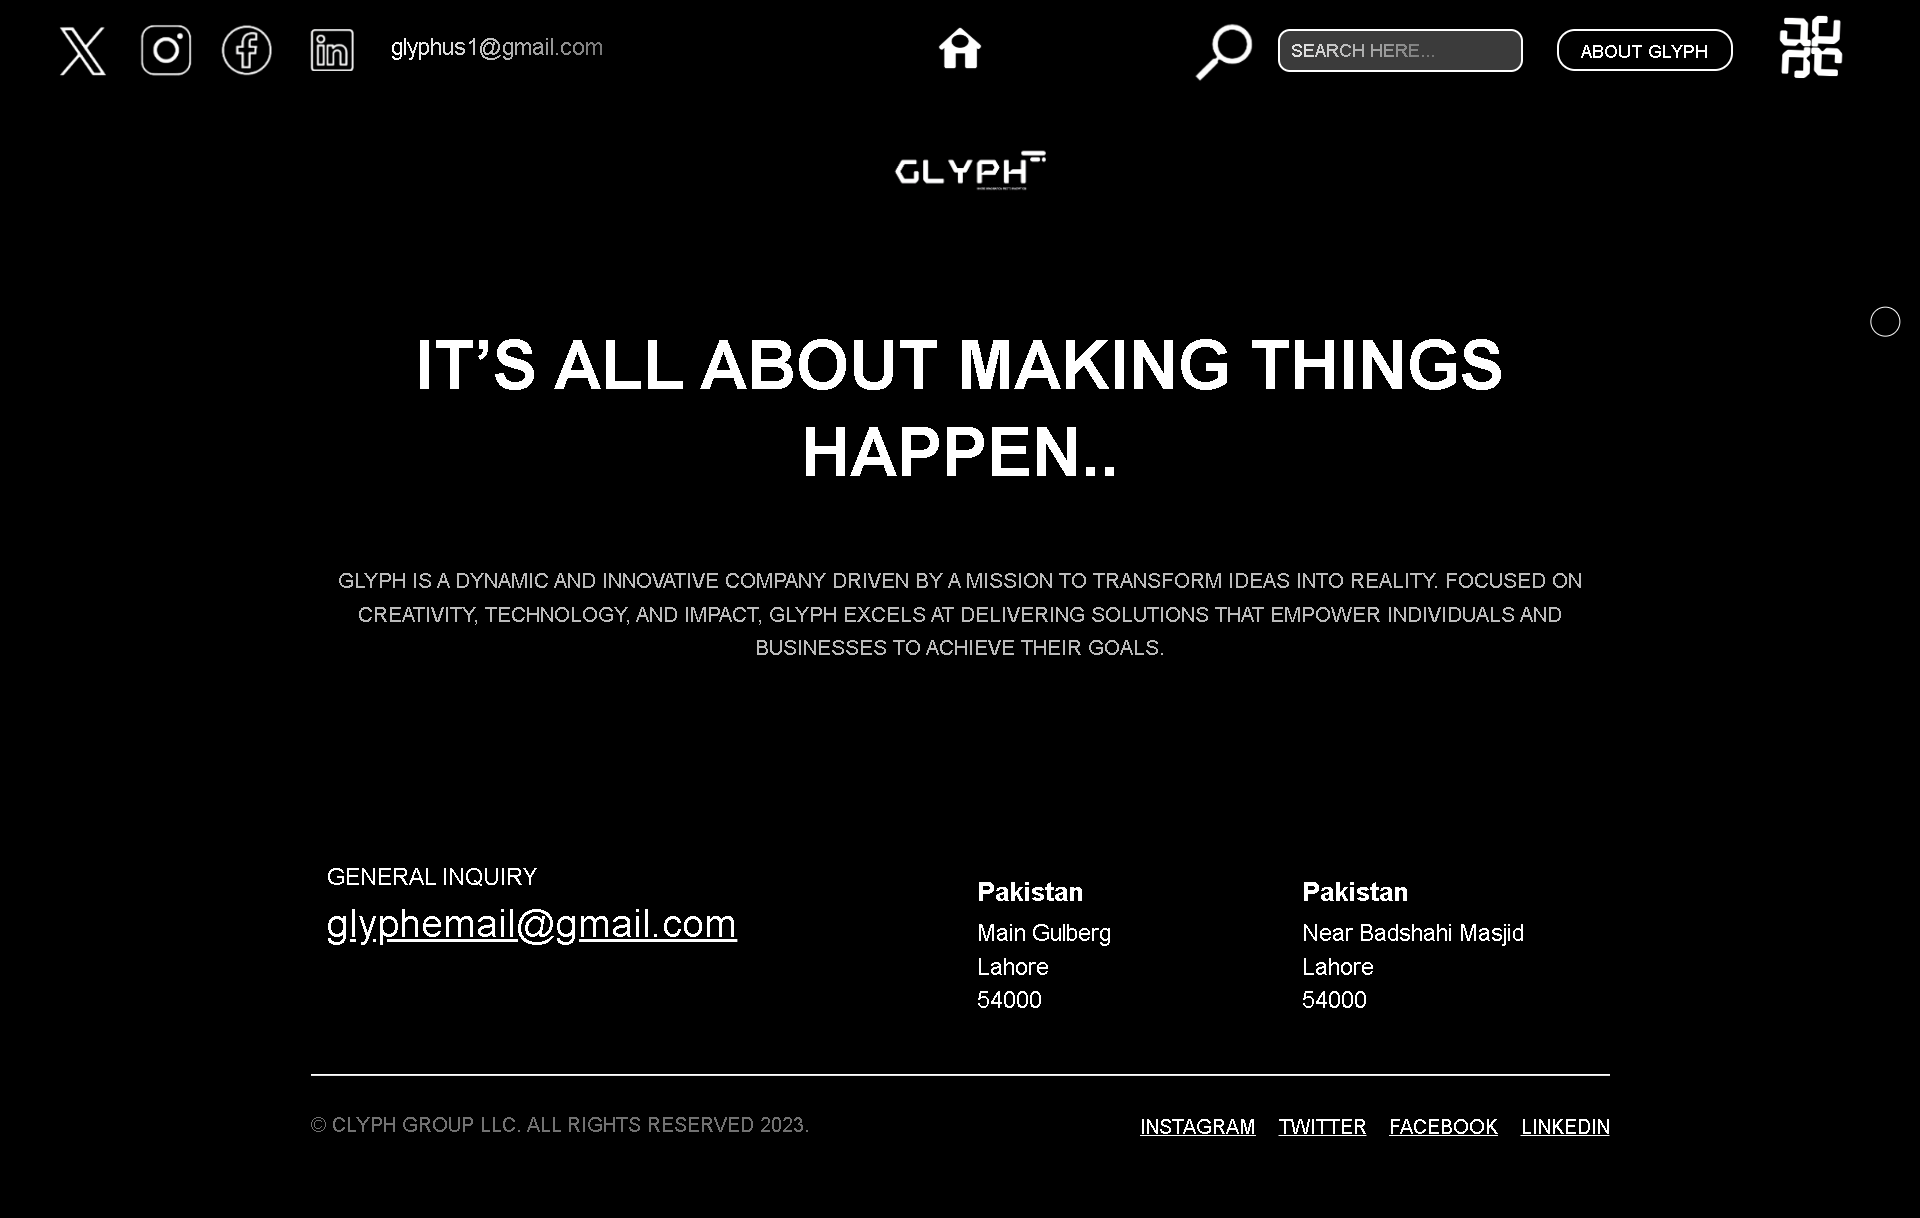 glyphus1@gmail.com
SEARCH HERE...
ABOUT GLYPH
GLYPH
IT’S ALL ABOUT MAKING THINGS
HAPPEN..
GLYPH IS A DYNAMIC AND INNOVATIVE COMPANY DRIVEN BY A MISSION TO TRANSFORM IDEAS INTO REALITY. FOCUSED ON
CREATIVITY, TECHNOLOGY, AND IMPACT, GLYPH EXCELS AT DELIVERING SOLUTIONS THAT EMPOWER INDIVIDUALS AND
BUSINESSES TO ACHIEVE THEIR GOALS.
GENERAL INQUIRY
glyphemail@gmail.com
Pakistan
Main Gulberg
Lahore
54000
Pakistan
Near Badshahi Masjid
Lahore
54000
© CLYPH GROUP LLC. ALL RIGHTS RESERVED 2023.
INSTAGRAM TWITTER FACEBOOK LINKEDIN